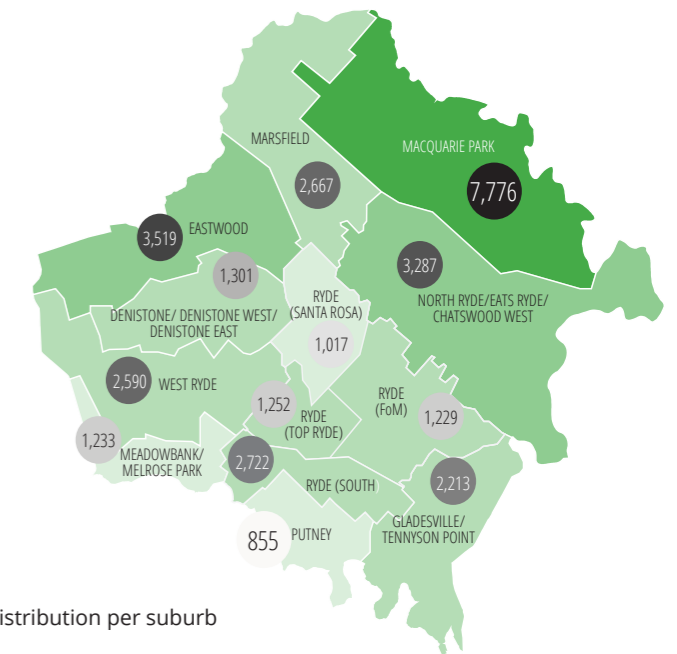 MARSFIELD
2,667
MACQUARIE PARK
7,776
EASTWOOD
3,519
1,301
DENISTONE/ DENISTONE WEST/
DENISTONE EAST
3,287
NORTH RYDE/EATS RYDE/
CHATSWOOD WEST
RYDE
(SANTA ROSA)
1,017
2,590
WEST RYDE
1,252
RYDE
(TOP RYDE)
RYDE
(FoM)
1,229
1,233
MEADOWBANK/
MELROSE PARK
2,722
RYDE (SOUTH
2,213
GLADESVILLE/
TENNYSON POINT
855
PUTNEY
istribution per suburb